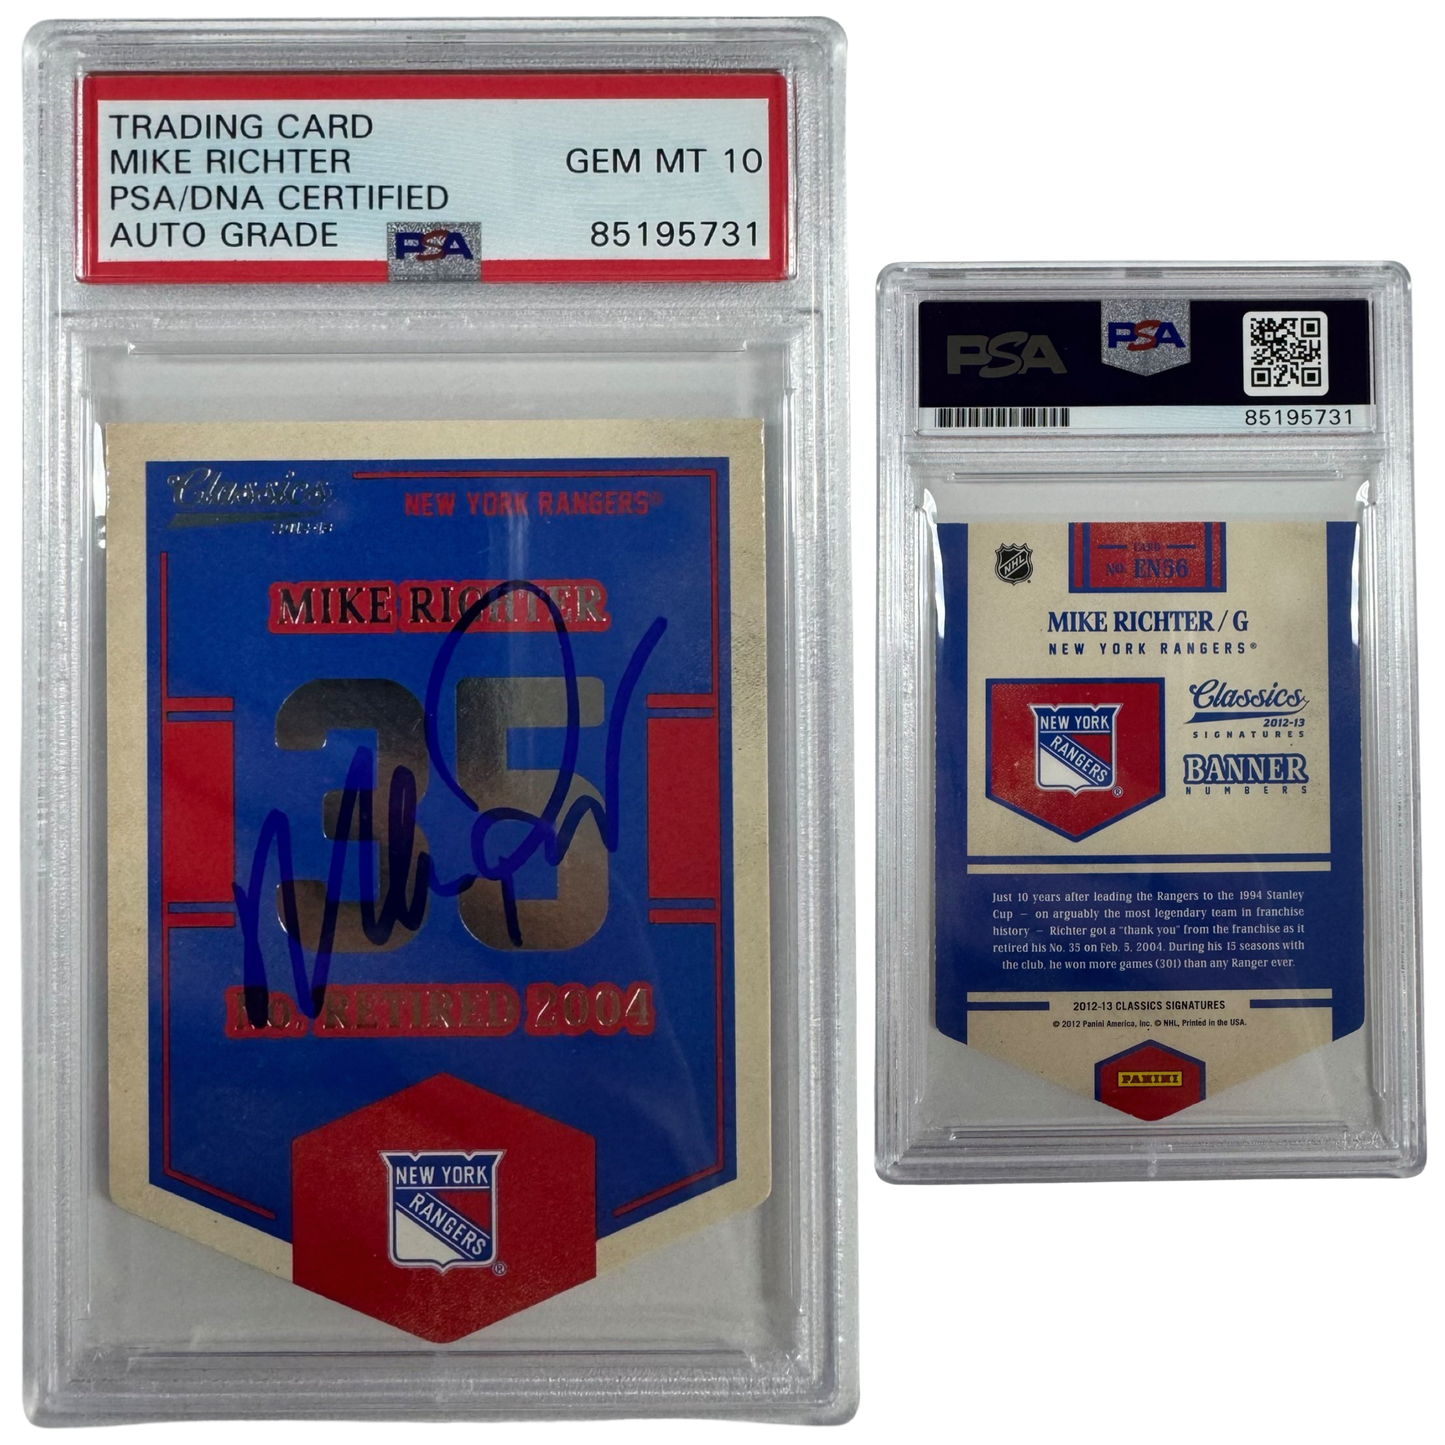 TRADING CARD
MIKE RICHTER
PSA/DNA CERTIFIED
AUTO GRADE
GEM MT 10
85195731
PSA
Classics
2012-13
NEW YORK RANGERS®
MIKE RICHTER
35
No. RETIRED 2004
NEW YORK
RANGERS
®
PSA
PSA
85195731
NHL
CARD
NO. EN56
MIKE RICHTER / G
NEW YORK RANGERS®
NEW YORK
RANGERS
®
Classics
2012-13
SIGNATURES
BANNER
NUMBERS
Just 10 years after leading the Rangers to the 1994 Stanley
Cup — on arguably the most legendary team in franchise
history — Richter got a "thank you" from the franchise as it
retired his No. 35 on Feb. 5, 2004. During his 15 seasons with
the club, he won more games (301) than any Ranger ever.
2012-13 CLASSICS SIGNATURES
© 2012 Panini America, Inc. © NHL, Printed in the USA.
PANINI